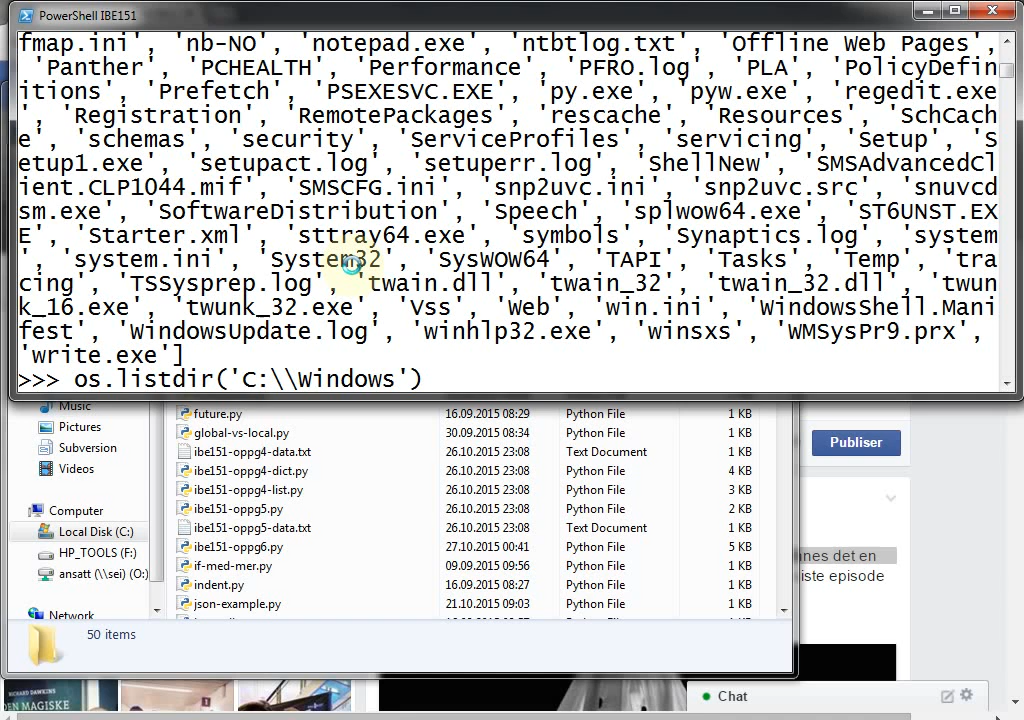 PowerShell IBE151
fmap.ini', 'nb-NO', 'notepad.exe', 'ntbtlog.txt', 'Offline Web Pages',
'Panther', 'PCHEALTH', 'Performance', 'PFRO.log', 'PLA', 'PolicyDefin
itions', 'Prefetch', 'PSEXESVC.EXE', 'py.exe', 'pyw.exe', 'regedit.exe
', 'Registration', 'RemotePackages', 'rescache', 'Resources', 'SchCach
e', 'schemas', 'security', 'ServiceProfiles', 'servicing', 'Setup', 'S
etup1.exe', 'setupact.log', 'setuperr.log', 'ShellNew', 'SMSAdvancedCl
ient.CLP1044.mif', 'SMSCFG.ini', 'snp2uvc.ini', 'snp2uvc.src', 'snuvcd
sm.exe', 'SoftwareDistribution', 'Speech', 'splwow64.exe', 'ST6UNST.EX
E', 'Starter.xml', 'sttray64.exe', 'symbols', 'Synaptics.log', 'system
', 'system.ini', 'System32', 'SysWOW64', 'TAPI', 'Tasks', 'Temp', 'tra
cing', 'TSSysprep.log', 'twain.dll', 'twain_32', 'twain_32.dll', 'twun
k_16.exe', 'twunk_32.exe', 'Vss', 'Web', 'win.ini', 'WindowsShell.Mani
fest', 'WindowsUpdate.log', 'winhlp32.exe', 'winsxs', 'WMSysPr9.prx',
'write.exe']
>>> os.listdir('C:\\Windows')
Music
Pictures
Subversion
Videos
Computer
Local Disk (C:)
HP_TOOLS (F:)
ansatt (\\sei) (O:)
Network
future.py 16.09.2015 08:29 Python File 1 KB
global-vs-local.py 30.09.2015 08:34 Python File 1 KB
ibe151-oppg4-data.txt 26.10.2015 23:08 Text Document 1 KB
ibe151-oppg4-dict.py 26.10.2015 23:08 Python File 4 KB
ibe151-oppg4-list.py 26.10.2015 23:08 Python File 3 KB
ibe151-oppg5.py 26.10.2015 23:08 Python File 2 KB
ibe151-oppg5-data.txt 26.10.2015 23:08 Text Document 1 KB
ibe151-oppg6.py 27.10.2015 00:41 Python File 5 KB
if-med-mer.py 09.09.2015 09:56 Python File 1 KB
indent.py 16.09.2015 08:27 Python File 1 KB
json-example.py 21.10.2015 09:03 Python File 1 KB
50 items
Publiser
nnes det en
iste episode
RICHARD DAWKINS
DEN MAGISKE
Chat